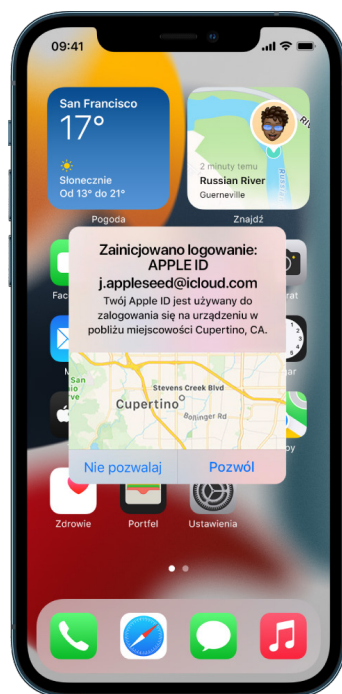 09:41
San Francisco
17°
Słonecznie
Od 13° do 21°
Pogoda
2 minuty temu
Russian River
Guerneville
Znajdź
Zainicjowano logowanie:
APPLE ID
j.appleseed@icloud.com
Twój Apple ID jest używany do
zalogowania się na urządzeniu w
pobliżu miejscowości Cupertino, CA.
Stevens Creek Blvd
Cupertino
Bollinger Rd
Nie pozwalaj
Pozwól
Zdrowie
Portfel
Ustawienia